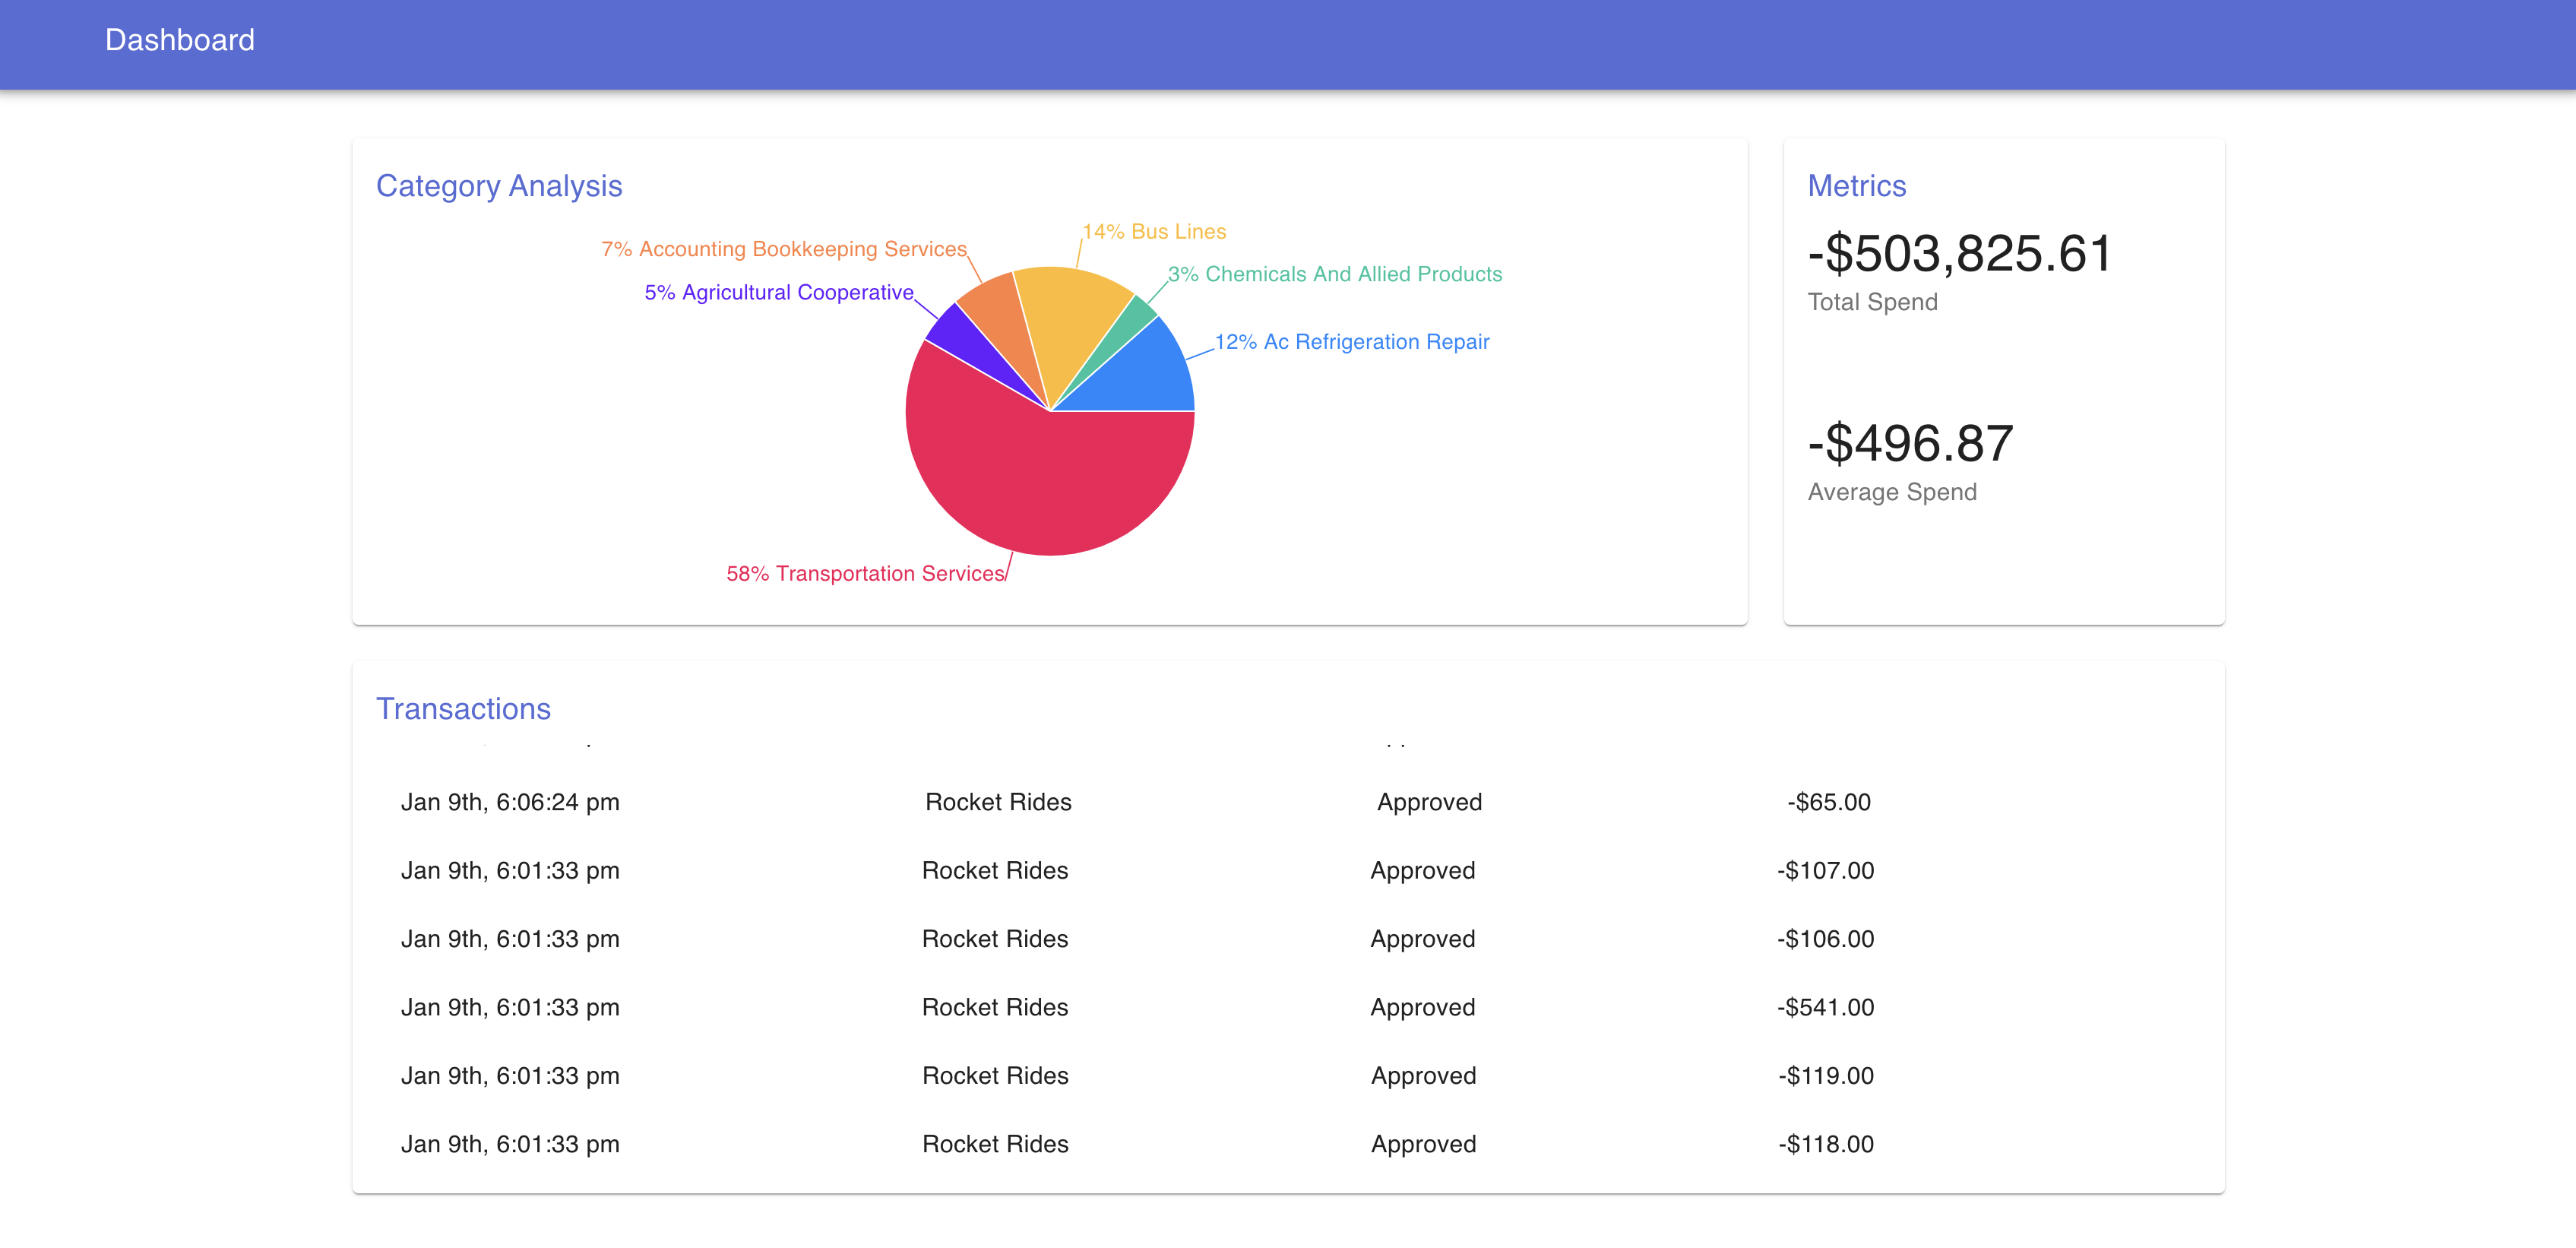 Dashboard
Category Analysis
14% Bus Lines
7% Accounting Bookkeeping Services
3% Chemicals And Allied Products
5% Agricultural Cooperative
12% Ac Refrigeration Repair
58% Transportation Services
Metrics
-$503,825.61
Total Spend
-$496.87
Average Spend
Transactions
Jan 9th, 6:06:24 pm Rocket Rides Approved -$65.00
Jan 9th, 6:01:33 pm Rocket Rides Approved -$107.00
Jan 9th, 6:01:33 pm Rocket Rides Approved -$106.00
Jan 9th, 6:01:33 pm Rocket Rides Approved -$541.00
Jan 9th, 6:01:33 pm Rocket Rides Approved -$119.00
Jan 9th, 6:01:33 pm Rocket Rides Approved -$118.00